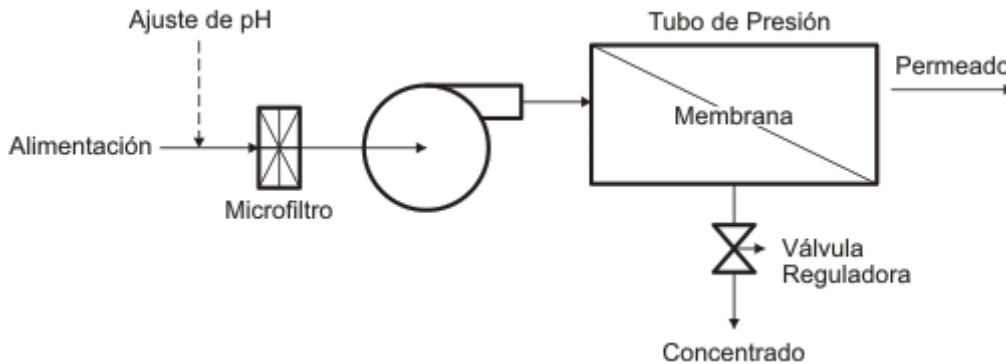 Ajuste de pH
Tubo de Presión
Permeado
Membrana
Alimentación
Microfiltro
Válvula
Reguladora
Concentrado